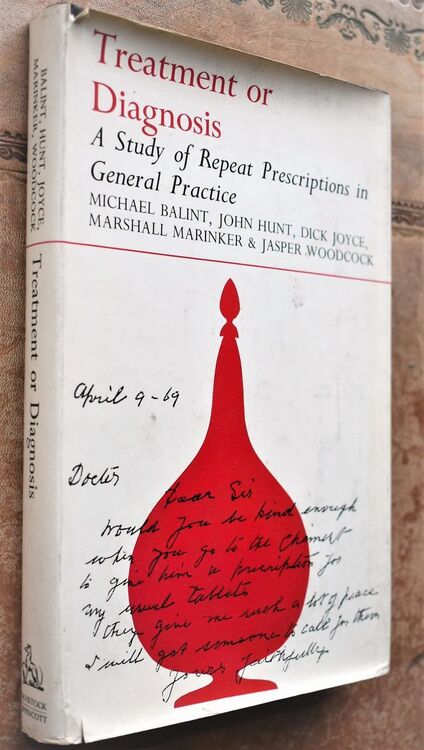 BALINT, HUNT, JOYCE,
MARINKER, WOODCOCK
Treatment or Diagnosis
Treatment or
Diagnosis
A Study of Repeat Prescriptions in
General Practice
MICHAEL BALINT, JOHN HUNT, DICK JOYCE,
MARSHALL MARINKER & JASPER WOODCOCK
April 9-69
Doctor
Dear Sir
Would you be kind enough
when you go to the Chemist
to give him a prescription for
my usual tablets
they give me such a lot of peace
I will get someone to call for them
Yours faithfully